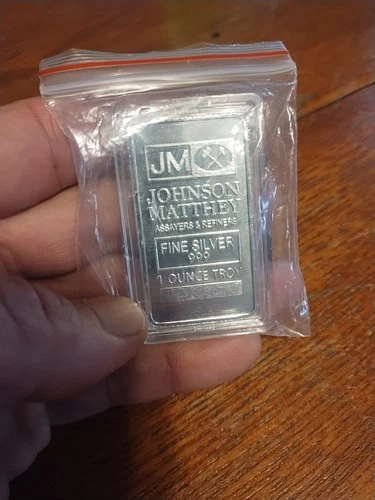 JM
JOHNSON
MATTHEY
ASSAYERS & REFINERS
FINE SILVER
999
1 OUNCE TROY